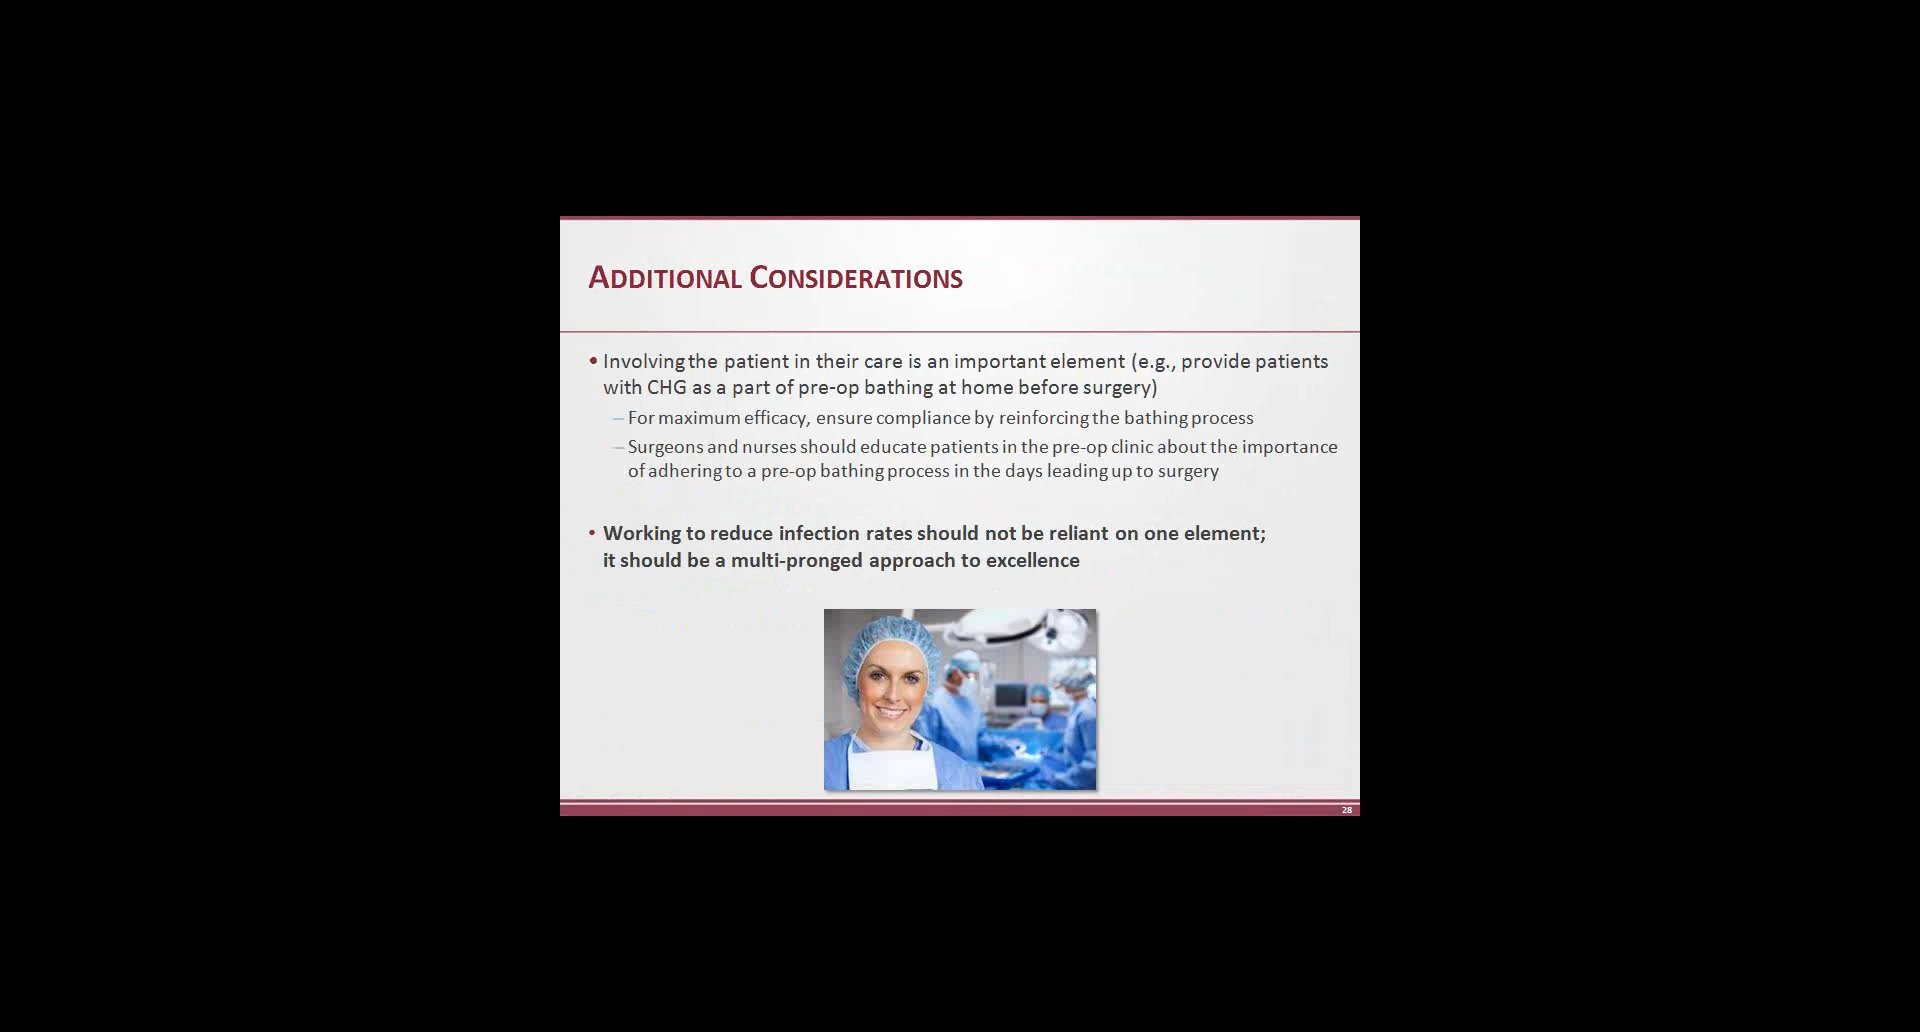 ADDITIONAL CONSIDERATIONS
• Involving the patient in their care is an important element (e.g., provide patients
with CHG as a part of pre-op bathing at home before surgery)
– For maximum efficacy, ensure compliance by reinforcing the bathing process
– Surgeons and nurses should educate patients in the pre-op clinic about the importance
of adhering to a pre-op bathing process in the days leading up to surgery
• Working to reduce infection rates should not be reliant on one element;
it should be a multi-pronged approach to excellence
28